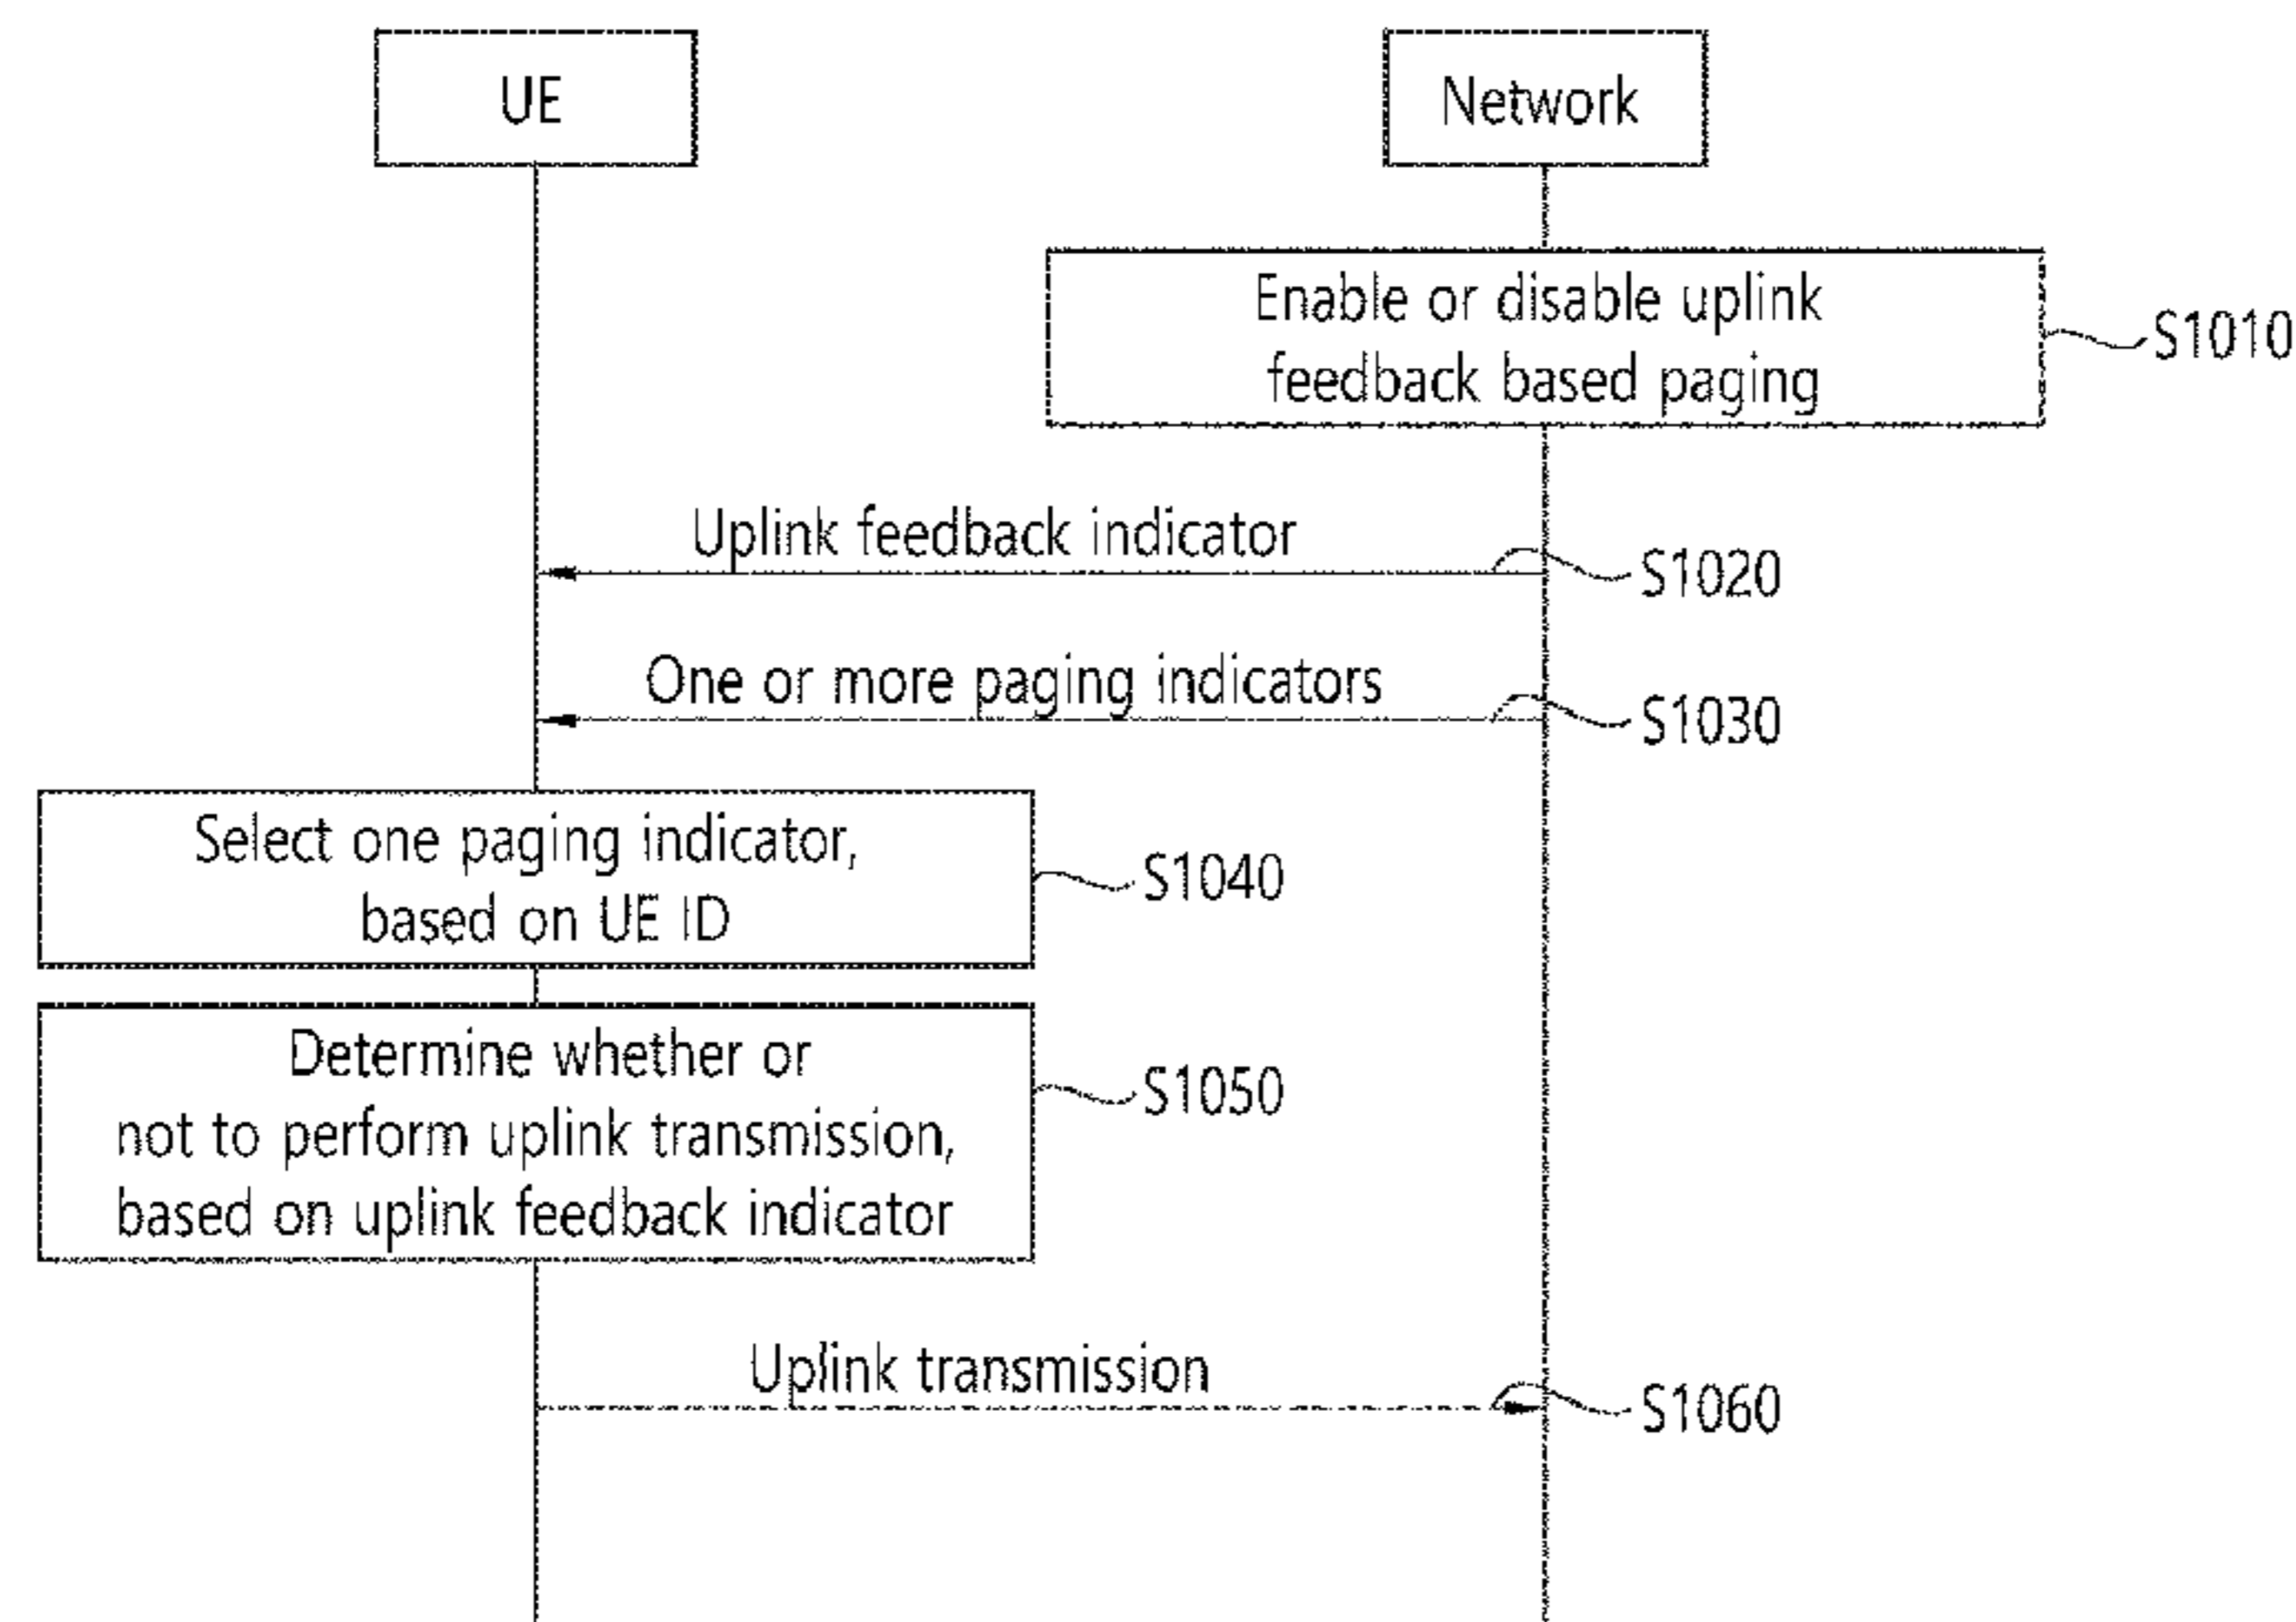 UE
Network
Enable or disable uplink
feedback based paging
S1010
Uplink feedback indicator
S1020
One or more paging indicators
S1030
Select one paging indicator,
based on UE ID
S1040
Determine whether or
not to perform uplink transmission,
based on uplink feedback indicator
S1050
Uplink transmission
S1060